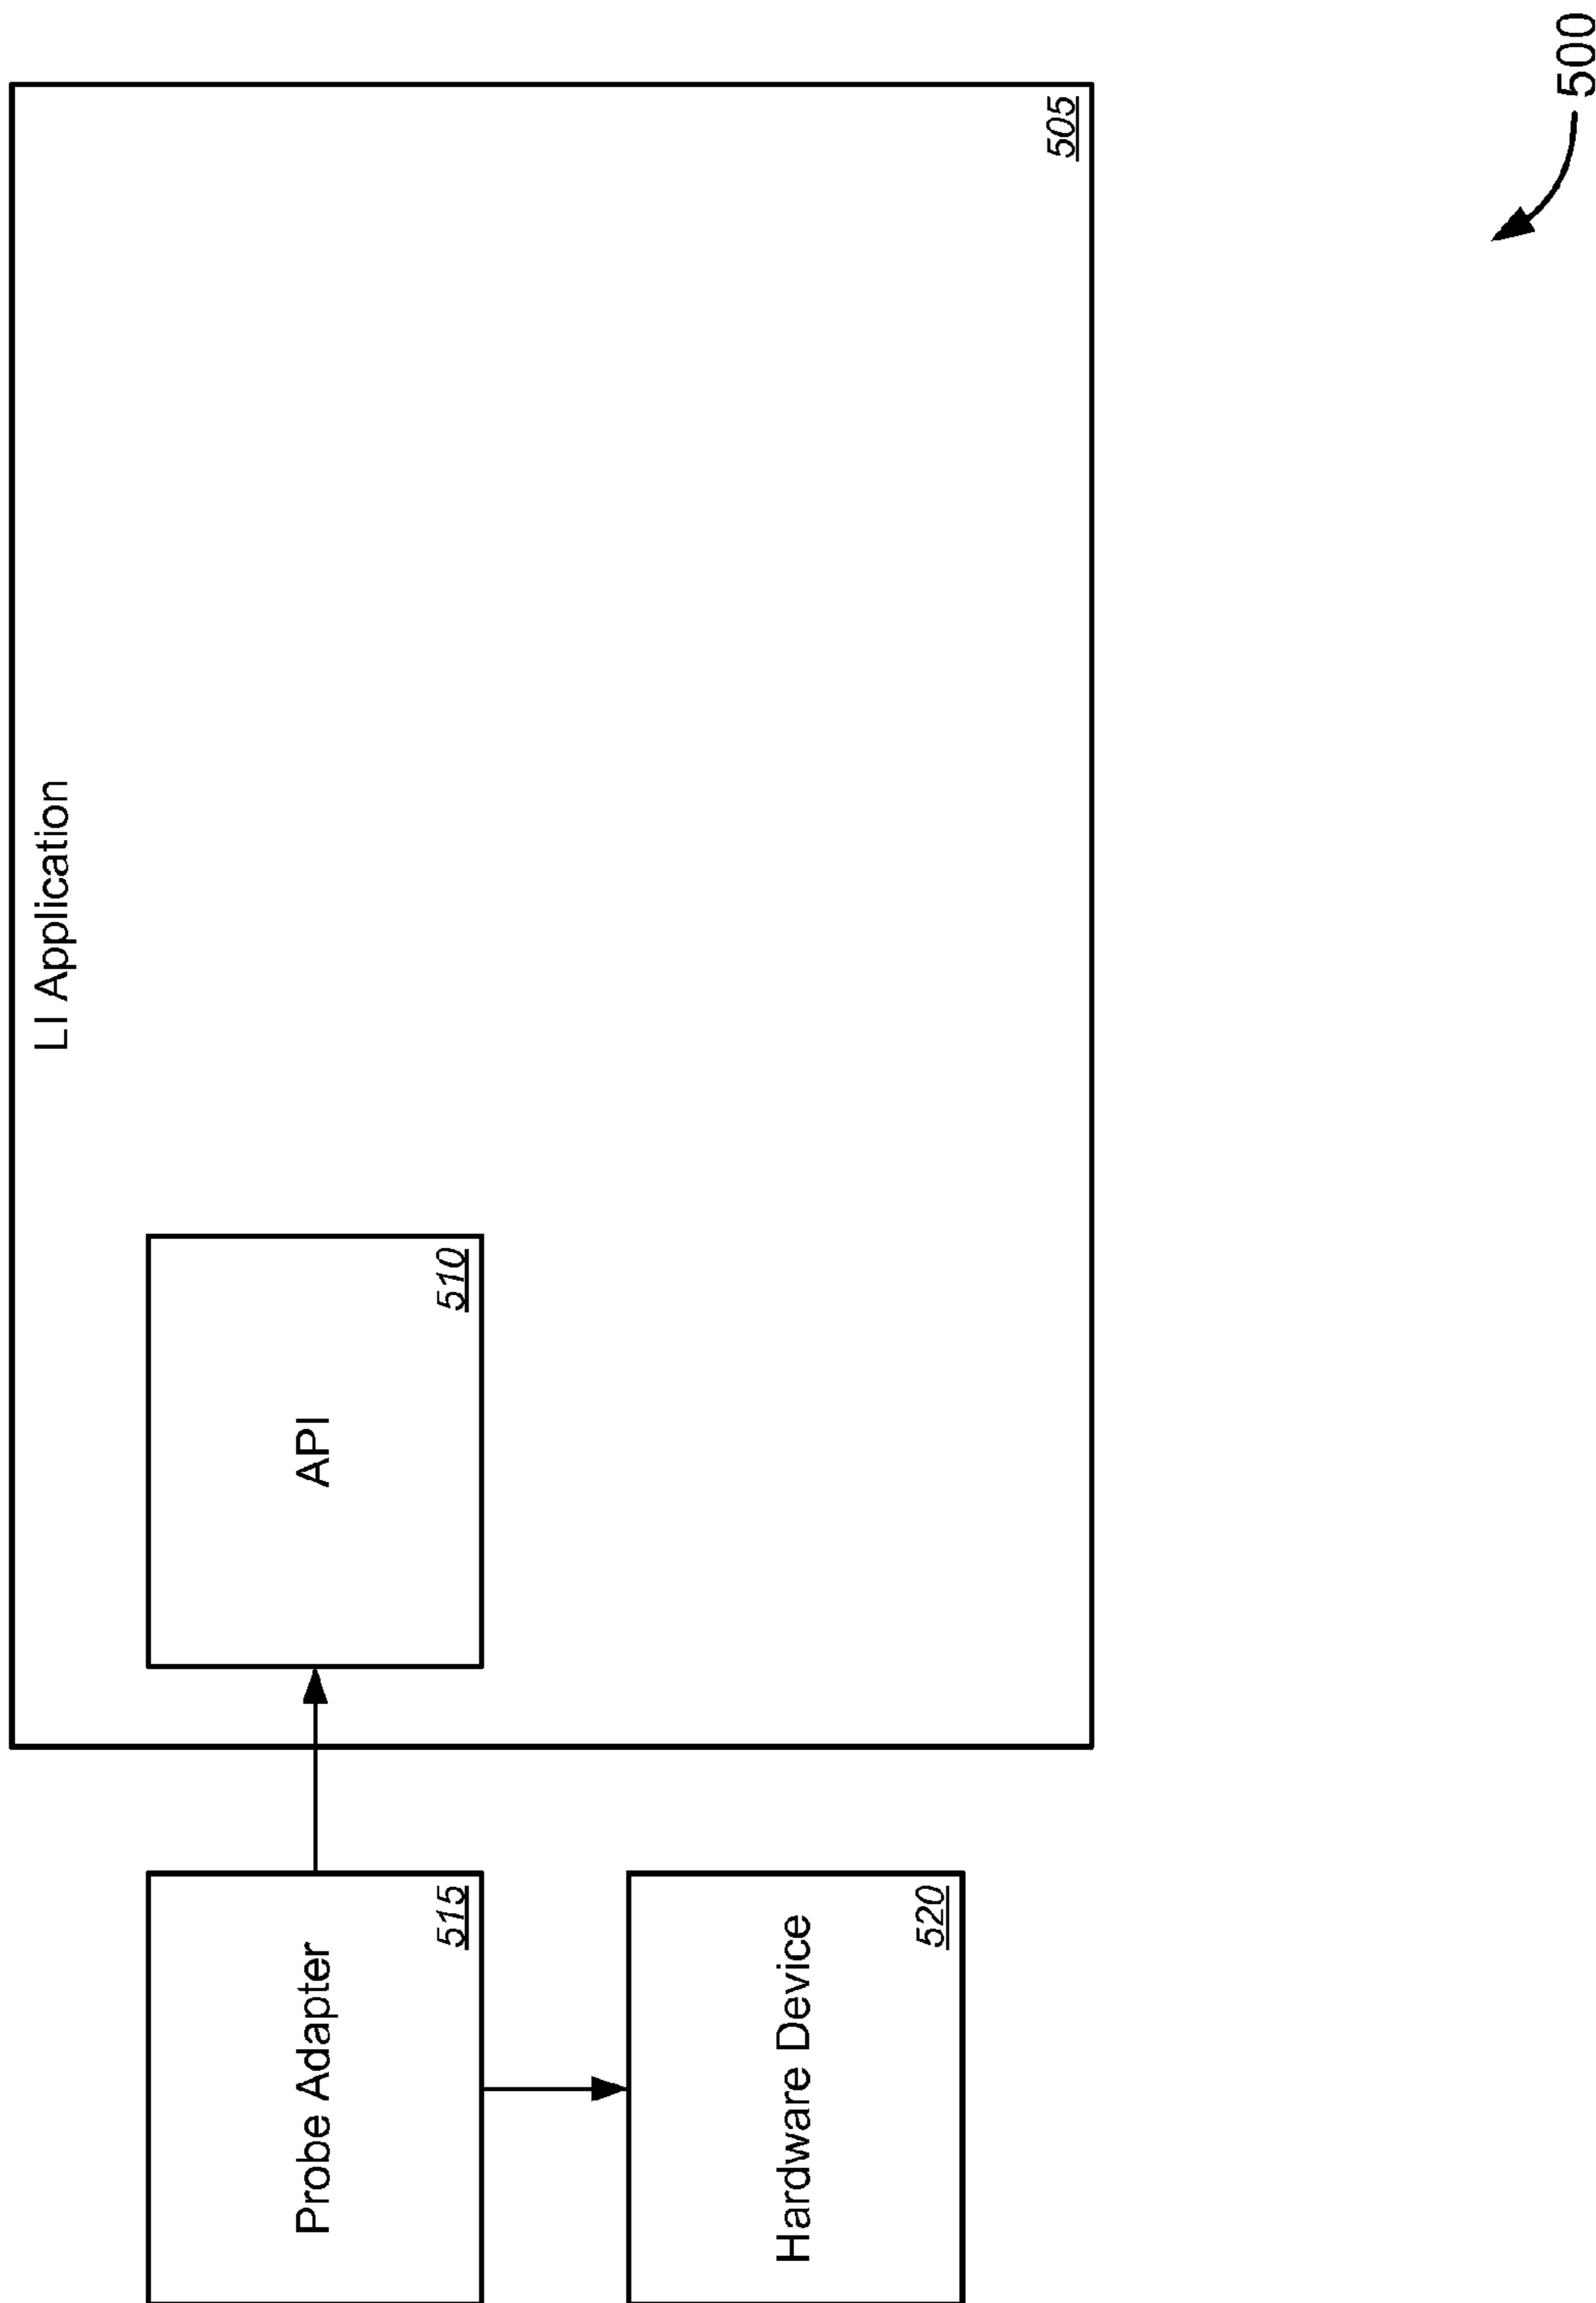 LI Application
Probe Adapter
515
API
510
Hardware Device
520
505
500